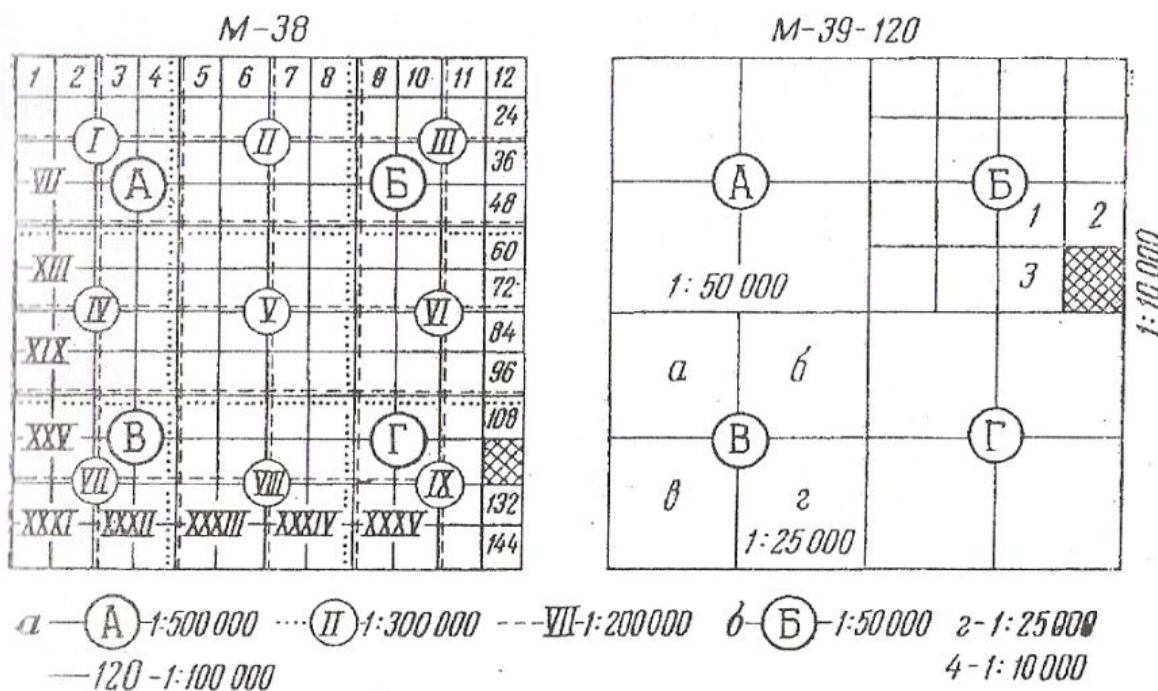 М-38
1 2 3 4 5 6 7 8 9 10 11 12
24
I II III
36
VII А Б
48
60
XIII
72
IV V VI
84
XIX
96
108
XXV В Г
VII VIII IX
132
XXXI XXXII XXXIII XXXIV XXXV
144
М-39-120
А Б
1 2
3
1:50 000
1:10 000
а б
В Г
в г
1:25 000
а А 1:500 000 II 1:300 000 VII-1:200 000 б Б 1:50 000 г-1:25 000
120 -1:100 000
4-1:10 000